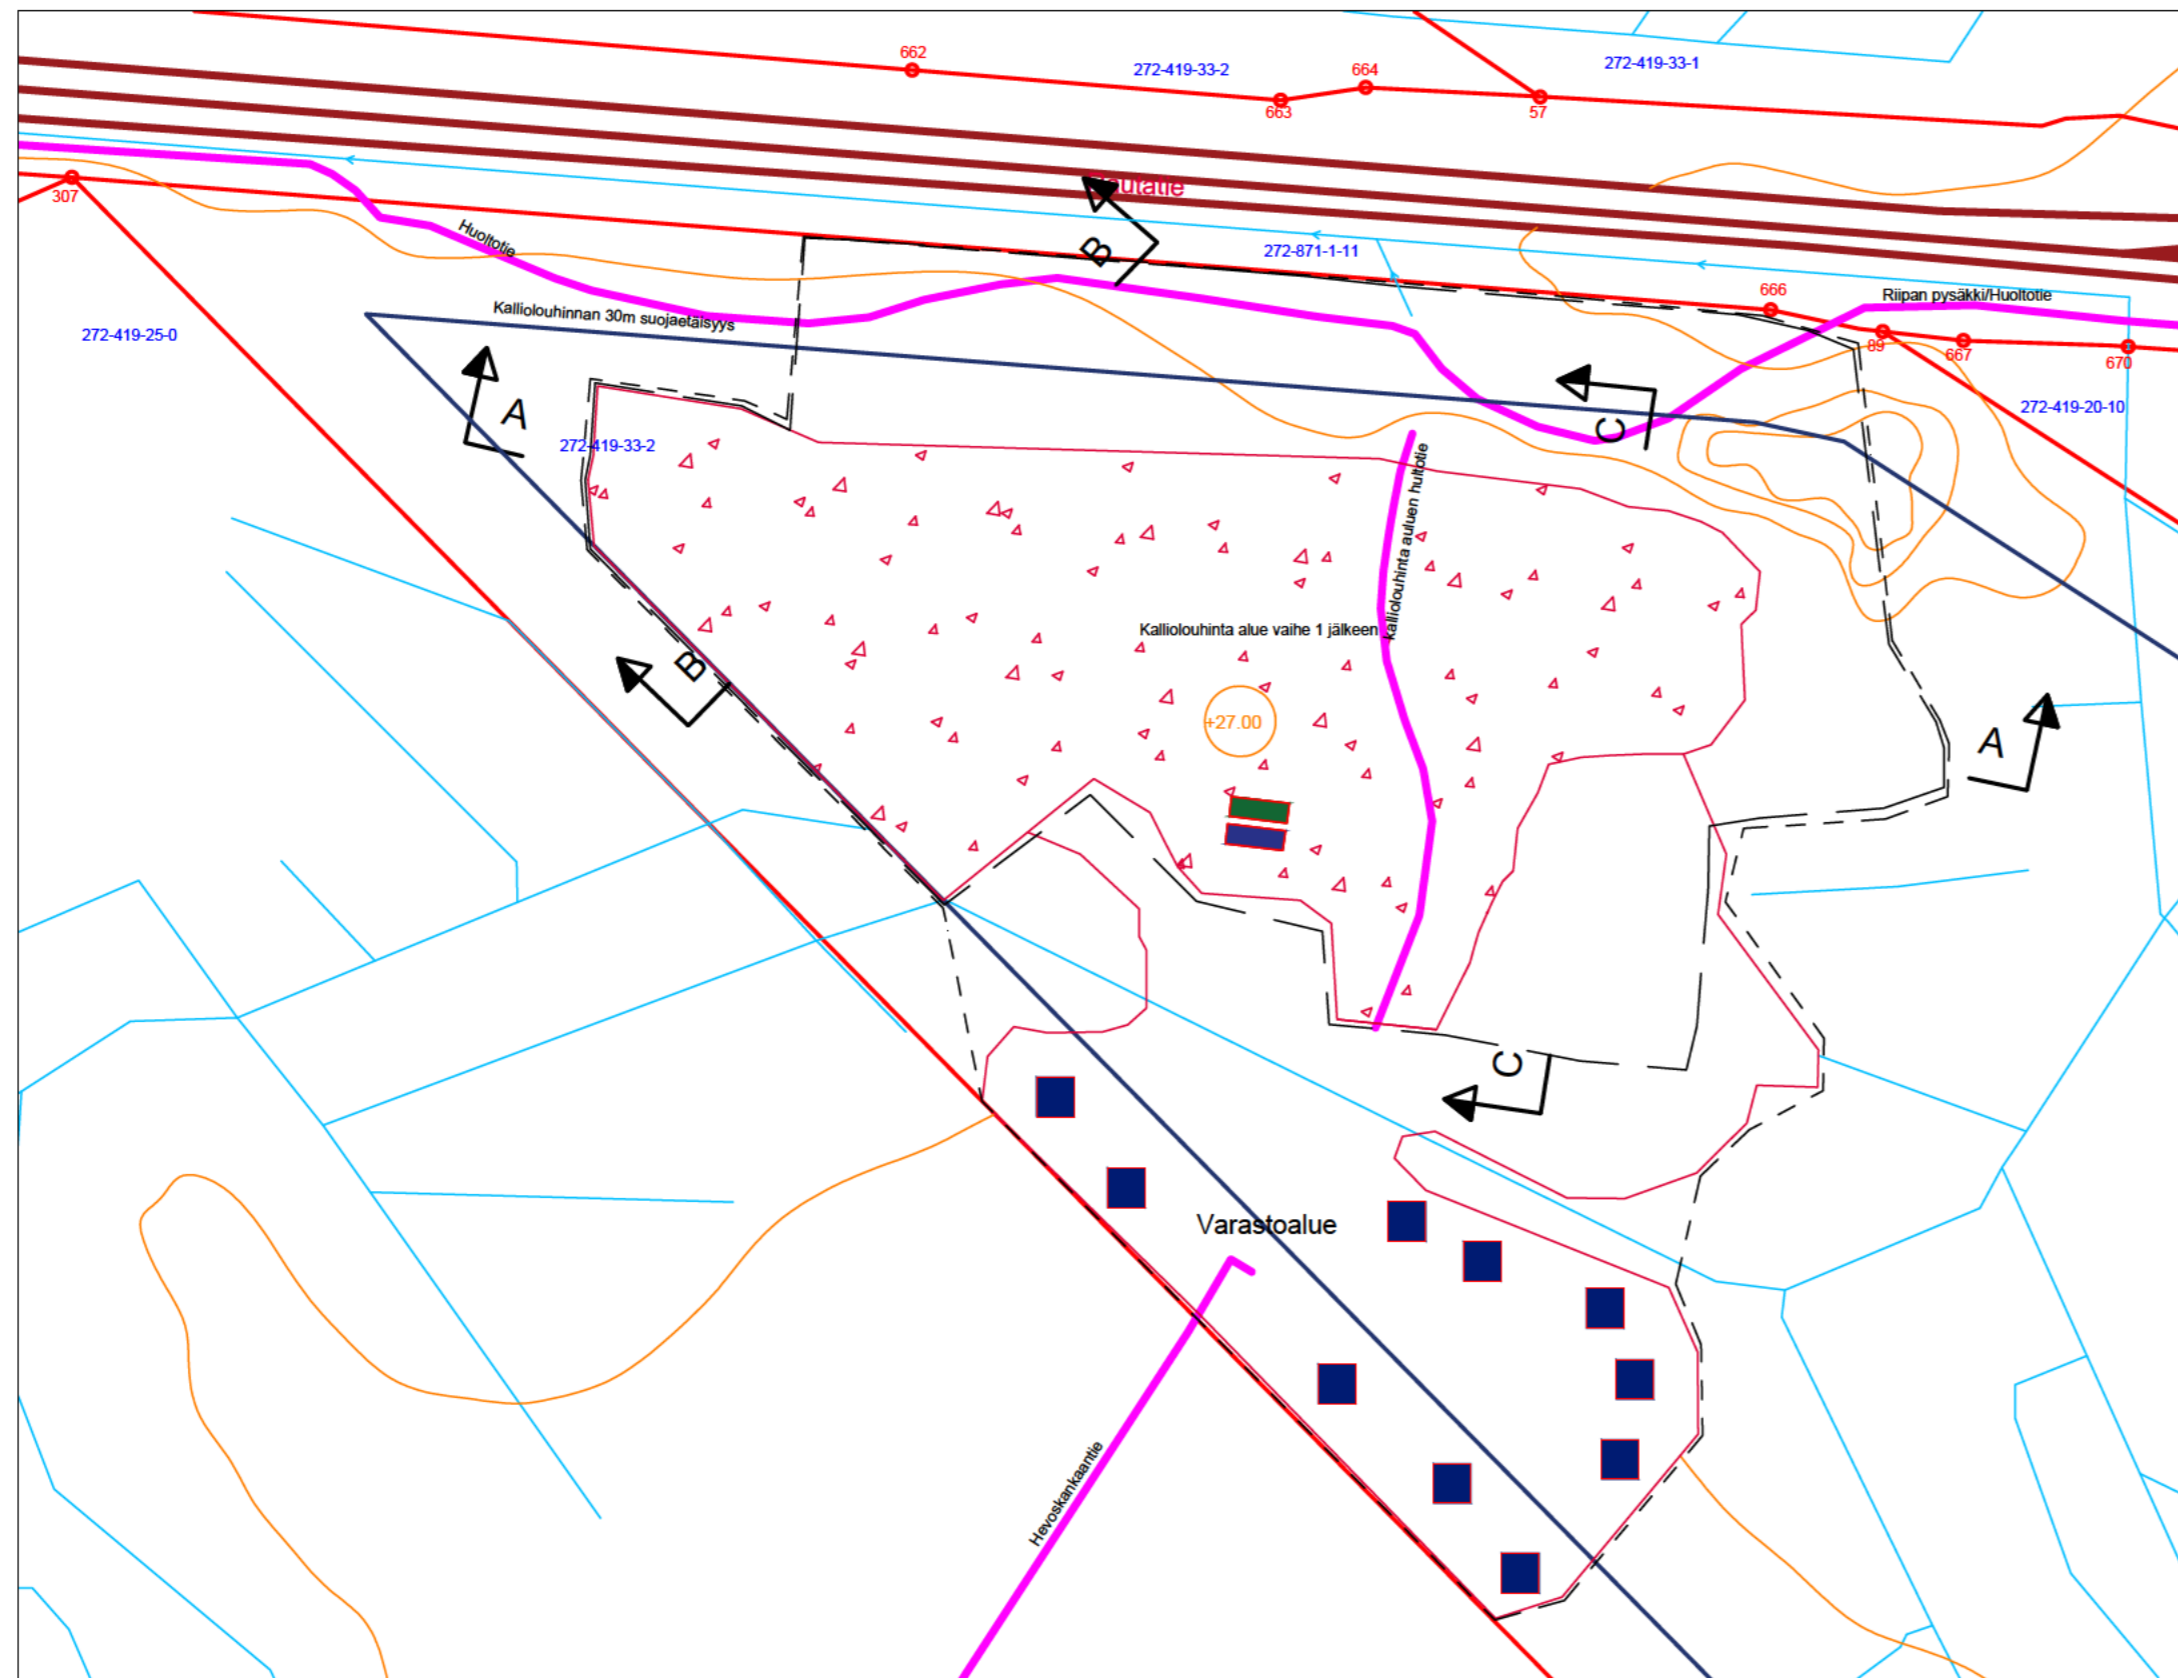 662
272-419-33-2
664
272-419-33-1
663
57
307
Huoltotie
B
272-871-1-11
666
Riipan pysäkki/Huoltotie
89
667
670
Kalliolouhinnan 30m suojaetäisyys
272-419-25-0
A
272-419-33-2
C
272-419-20-10
kalliolouhinta auluen hultotie
Kalliolouhinta alue vaihe 1 jälkeen
B
+27.00
A
C
Varastoalue
Hevoskankaantie